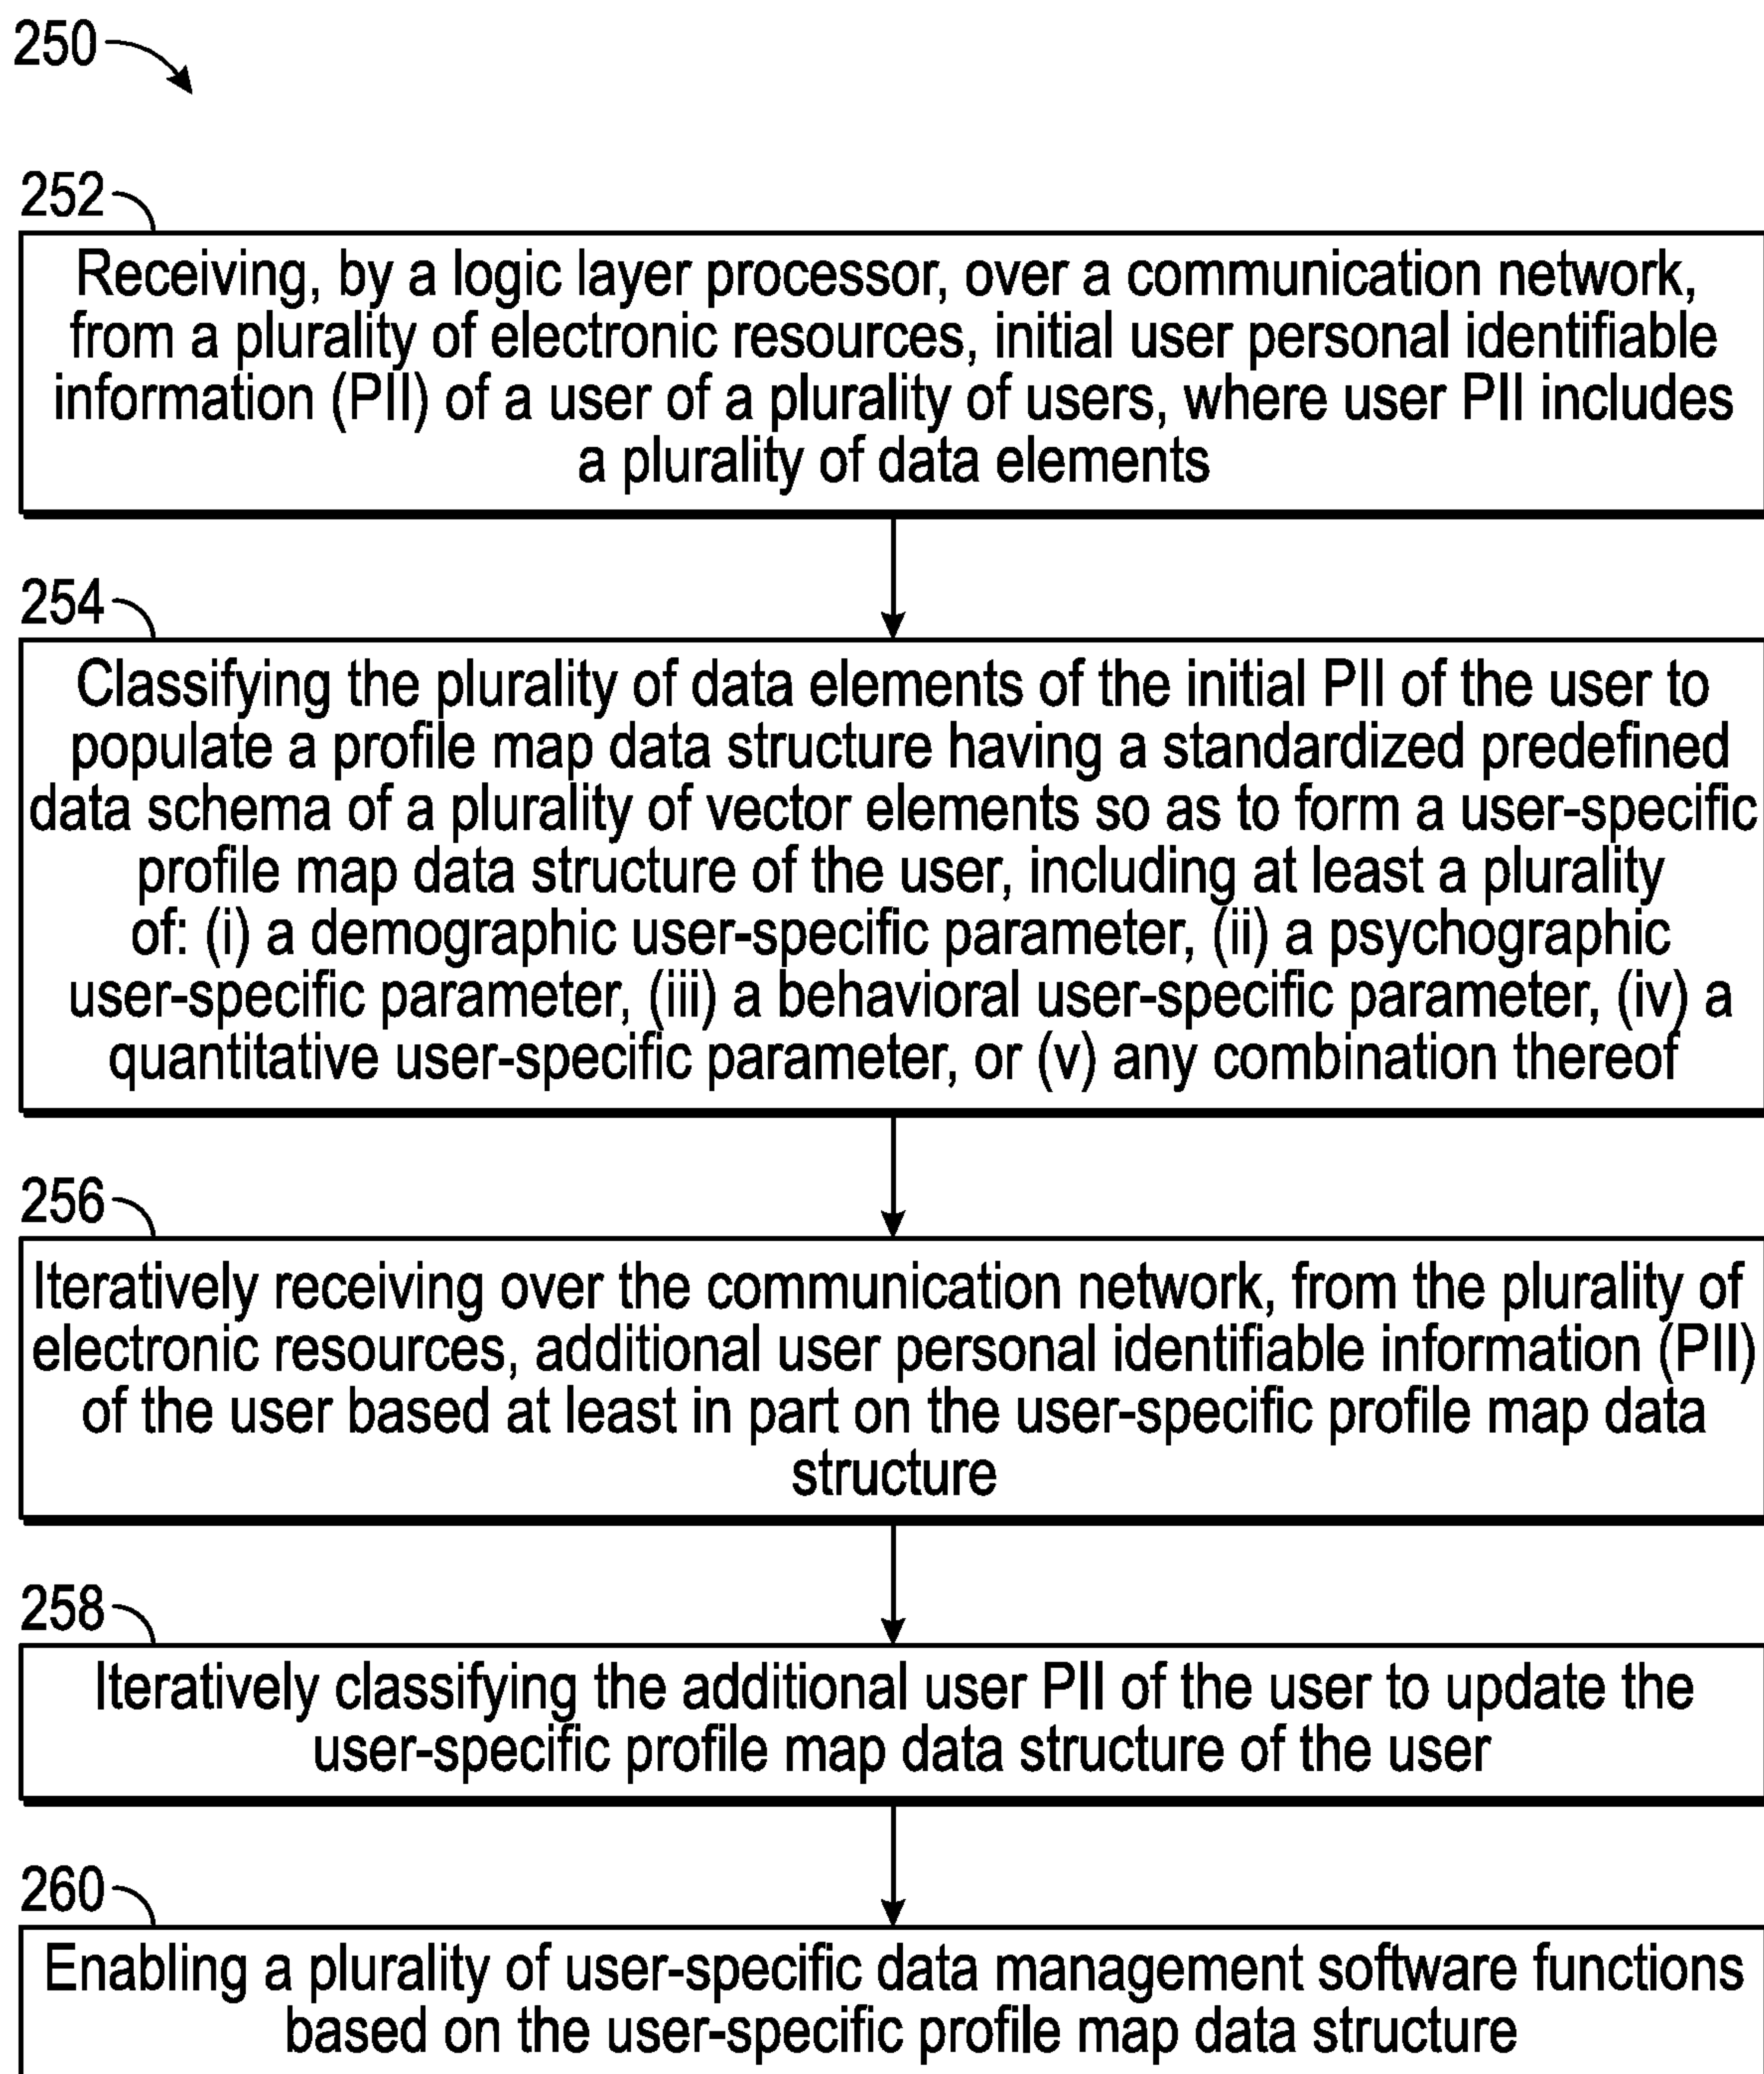 250
252
Receiving, by a logic layer processor, over a communication network,
from a plurality of electronic resources, initial user personal identifiable
information (PII) of a user of a plurality of users, where user PII includes
a plurality of data elements
254
Classifying the plurality of data elements of the initial PII of the user to
populate a profile map data structure having a standardized predefined
data schema of a plurality of vector elements so as to form a user-specific
profile map data structure of the user, including at least a plurality
of: (i) a demographic user-specific parameter, (ii) a psychographic
user-specific parameter, (iii) a behavioral user-specific parameter, (iv) a
quantitative user-specific parameter, or (v) any combination thereof
256
Iteratively receiving over the communication network, from the plurality of
electronic resources, additional user personal identifiable information (PII)
of the user based at least in part on the user-specific profile map data
structure
258
Iteratively classifying the additional user PII of the user to update the
user-specific profile map data structure of the user
260
Enabling a plurality of user-specific data management software functions
based on the user-specific profile map data structure